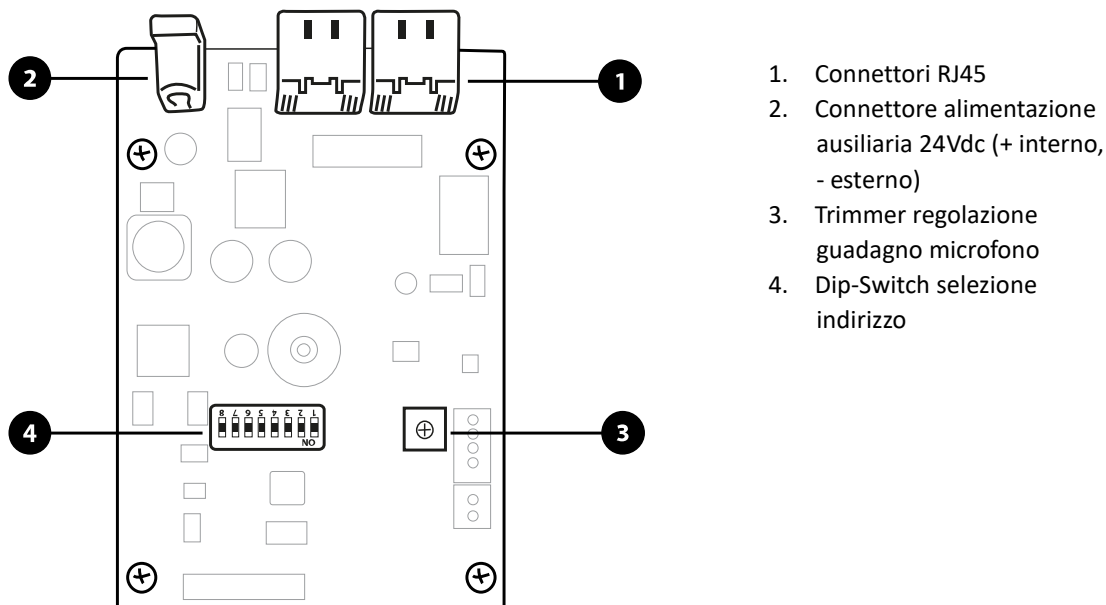 2
1
1. Connettori RJ45
2. Connettore alimentazione
ausiliaria 24Vdc (+ interno,
- esterno)
3. Trimmer regolazione
guadagno microfono
4. Dip-Switch selezione
indirizzo
8 7 6 5 4 3 2 1
ON
4
3